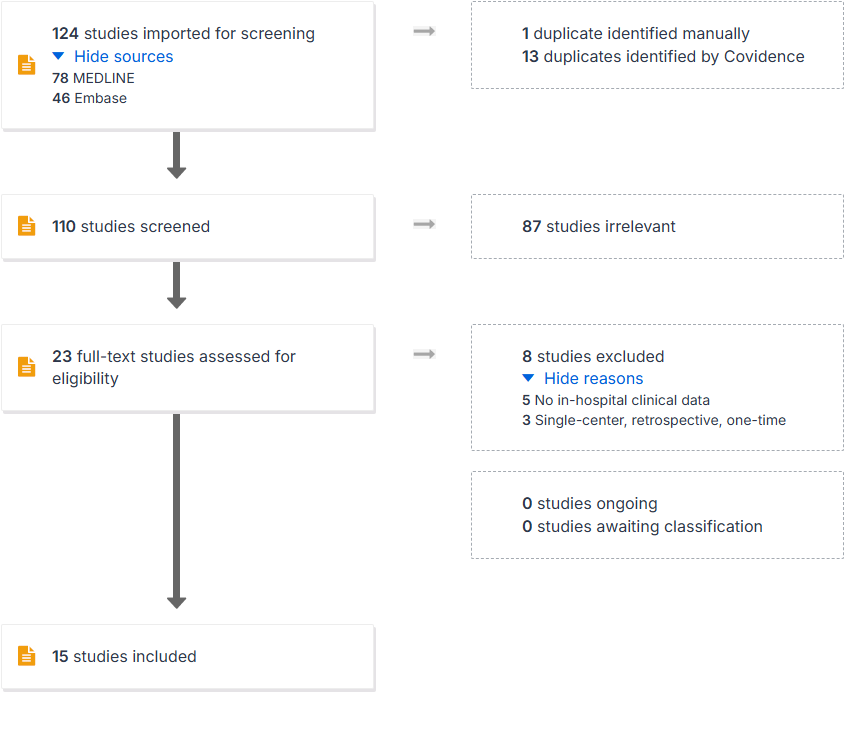 124 studies imported for screening
Hide sources
78 MEDLINE
46 Embase
1 duplicate identified manually
13 duplicates identified by Covidence
110 studies screened
87 studies irrelevant
23 full-text studies assessed for
eligibility
8 studies excluded
Hide reasons
5 No in-hospital clinical data
3 Single-center, retrospective, one-time
0 studies ongoing
0 studies awaiting classification
15 studies included